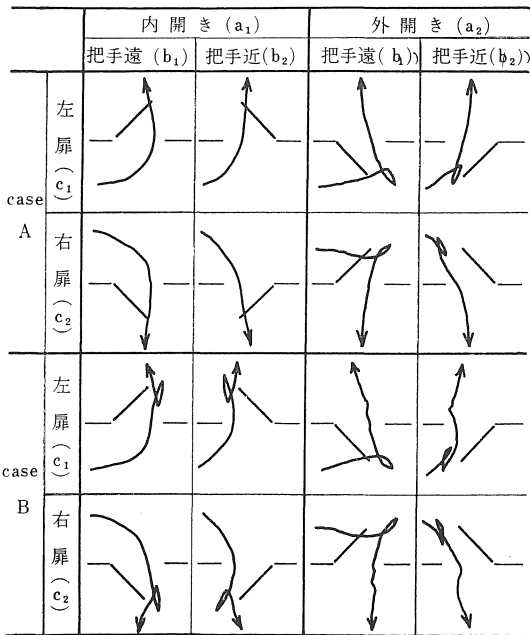 内開き(a₁) 外開き(a₂)
把手遠(b₁) 把手近(b₂) 把手遠(b₁) 把手近(b₂)
case A
左扉(c₁)
右扉(c₂)
case B
左扉(c₁)
右扉(c₂)